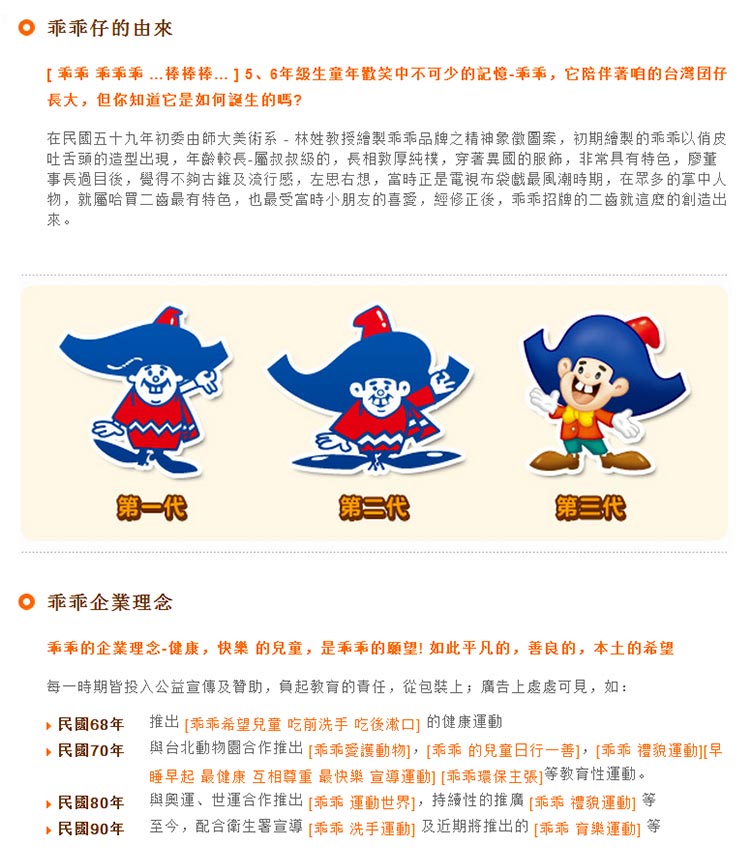 乖乖仔的由來
[ 乖乖 乖乖乖 ...棒棒棒... ] 5、6年級生童年歡笑中不可少的記憶-乖乖，它陪伴著咱的台灣囝仔
長大，但你知道它是如何誕生的嗎?
在民國五十九年初委由師大美術系 - 林姓教授繪製乖乖品牌之精神象徵圖案，初期繪製的乖乖以俏皮
吐舌頭的造型出現，年齡較長-屬叔叔級的，長相敦厚純樸，穿著異國的服飾，非常具有特色，廖董
事長過目後，覺得不夠古錐及流行感，左思右想，當時正是電視布袋戲最風潮時期，在眾多的掌中人
物，就屬哈買二齒最有特色，也最受當時小朋友的喜愛，經修正後，乖乖招牌的二齒就這麼的創造出
來。
第一代 第二代 第三代
乖乖企業理念
乖乖的企業理念-健康，快樂 的兒童，是乖乖的願望! 如此平凡的，善良的，本土的希望
每一時期皆投入公益宣傳及贊助，負起教育的責任，從包裝上；廣告上處處可見，如：
民國68年 推出 [乖乖希望兒童 吃前洗手 吃後漱口] 的健康運動
民國70年 與台北動物園合作推出 [乖乖愛護動物]，[乖乖 的兒童日行一善]，[乖乖 禮貌運動][早
睡早起 最健康 互相尊重 最快樂 宣導運動] [乖乖環保主張]等教育性運動。
民國80年 與奧運、世運合作推出 [乖乖 運動世界]，持續性的推廣 [乖乖 禮貌運動] 等
民國90年 至今，配合衛生署宣導 [乖乖 洗手運動] 及近期將推出的 [乖乖 育樂運動] 等